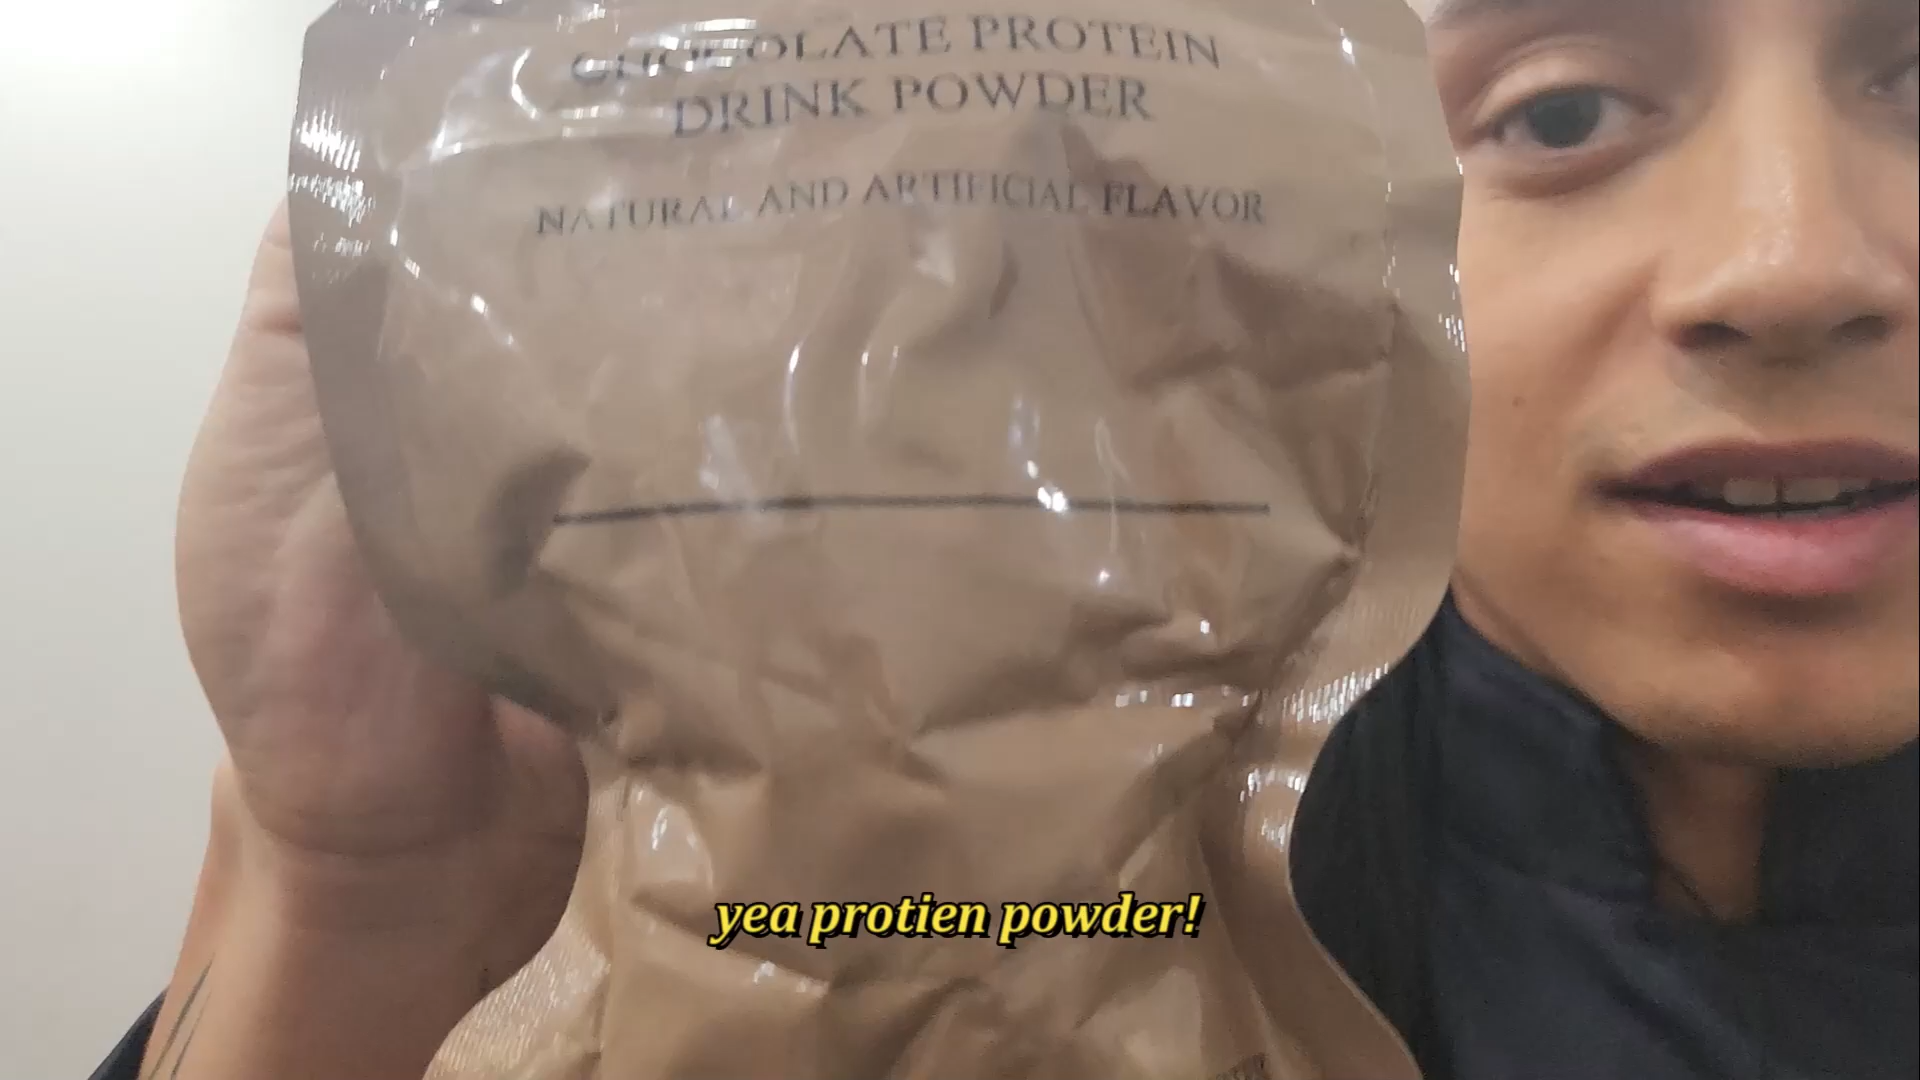 CHOCOLATE PROTEIN
DRINK POWDER
NATURAL AND ARTIFICIAL FLAVOR
yea protien powder!